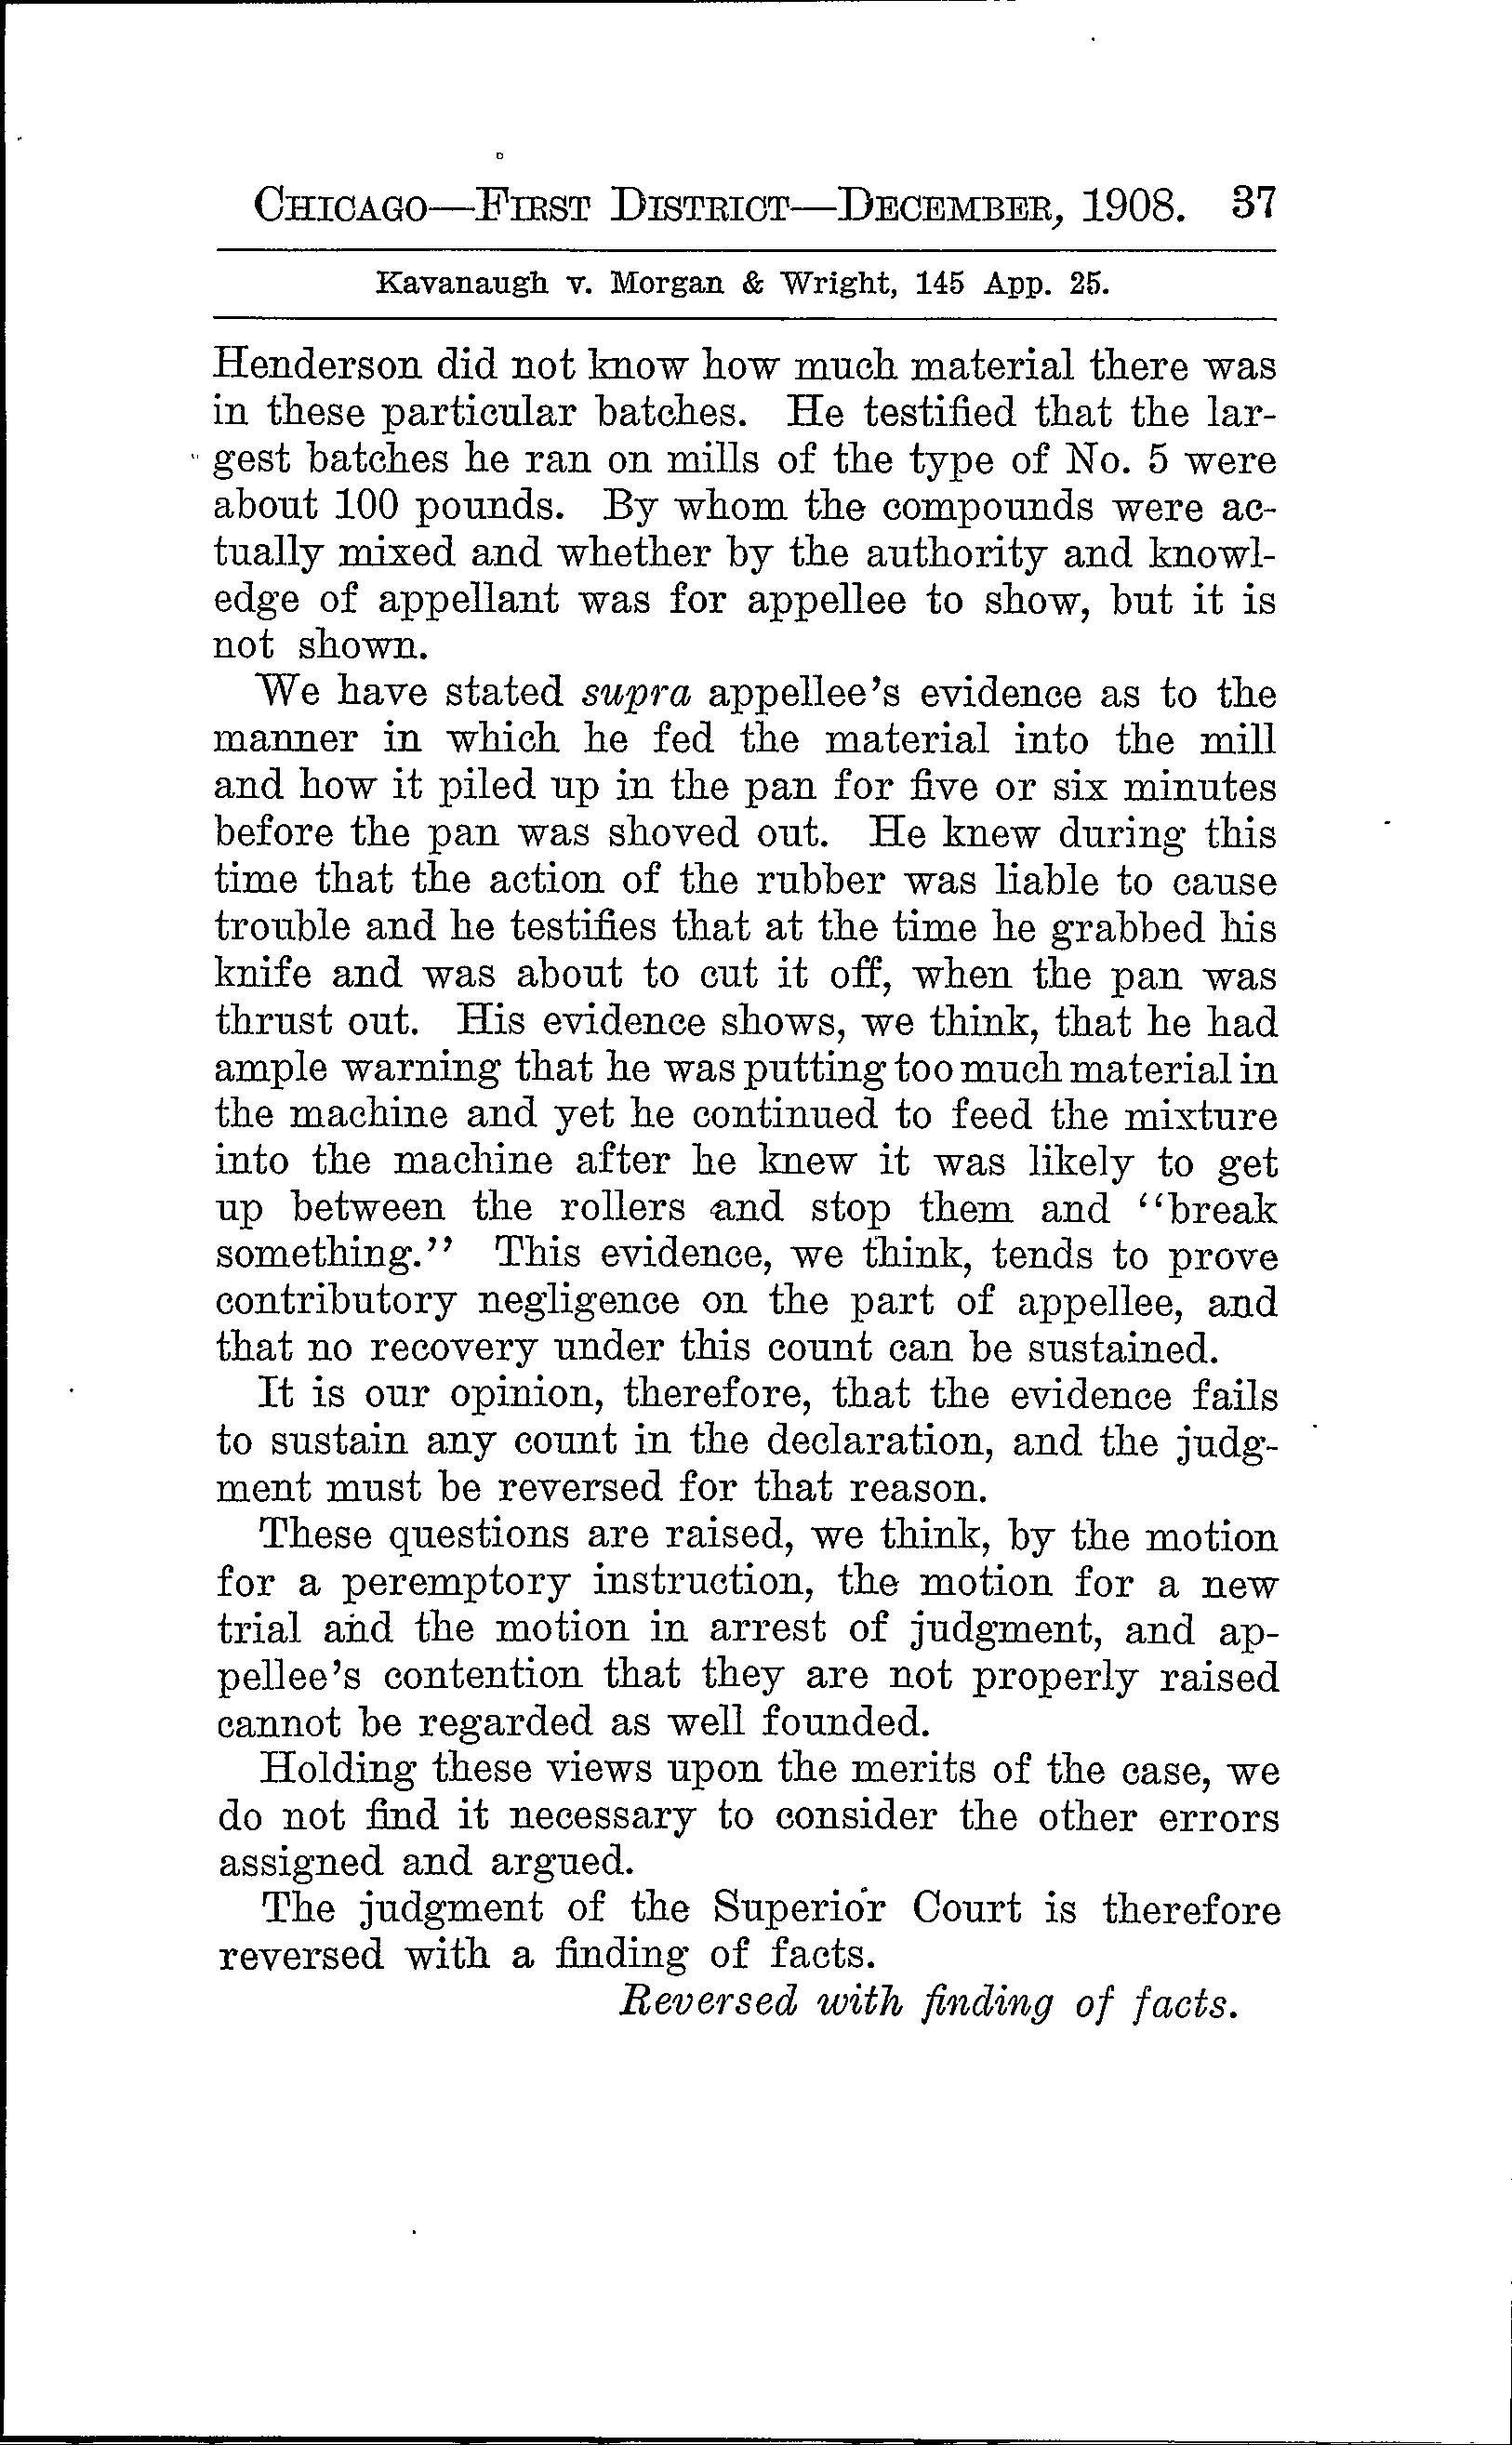 CHICAGO—FIRST DISTRICT—DECEMBER, 1908. 37
Kavanaugh v. Morgan & Wright, 145 App. 25.
Henderson did not know how much material there was
in these particular batches. He testified that the lar-
gest batches he ran on mills of the type of No. 5 were
about 100 pounds. By whom the compounds were ac-
tually mixed and whether by the authority and knowl-
edge of appellant was for appellee to show, but it is
not shown.
We have stated supra appellee's evidence as to the
manner in which he fed the material into the mill
and how it piled up in the pan for five or six minutes
before the pan was shoved out. He knew during this
time that the action of the rubber was liable to cause
trouble and he testifies that at the time he grabbed his
knife and was about to cut it off, when the pan was
thrust out. His evidence shows, we think, that he had
ample warning that he was putting too much material in
the machine and yet he continued to feed the mixture
into the machine after he knew it was likely to get
up between the rollers and stop them and ''break
something.'' This evidence, we think, tends to prove
contributory negligence on the part of appellee, and
that no recovery under this count can be sustained.
It is our opinion, therefore, that the evidence fails
to sustain any count in the declaration, and the judg-
ment must be reversed for that reason.
These questions are raised, we think, by the motion
for a peremptory instruction, the motion for a new
trial and the motion in arrest of judgment, and ap-
pellee's contention that they are not properly raised
cannot be regarded as well founded.
Holding these views upon the merits of the case, we
do not find it necessary to consider the other errors
assigned and argued.
The judgment of the Superior Court is therefore
reversed with a finding of facts.
Reversed with finding of facts.